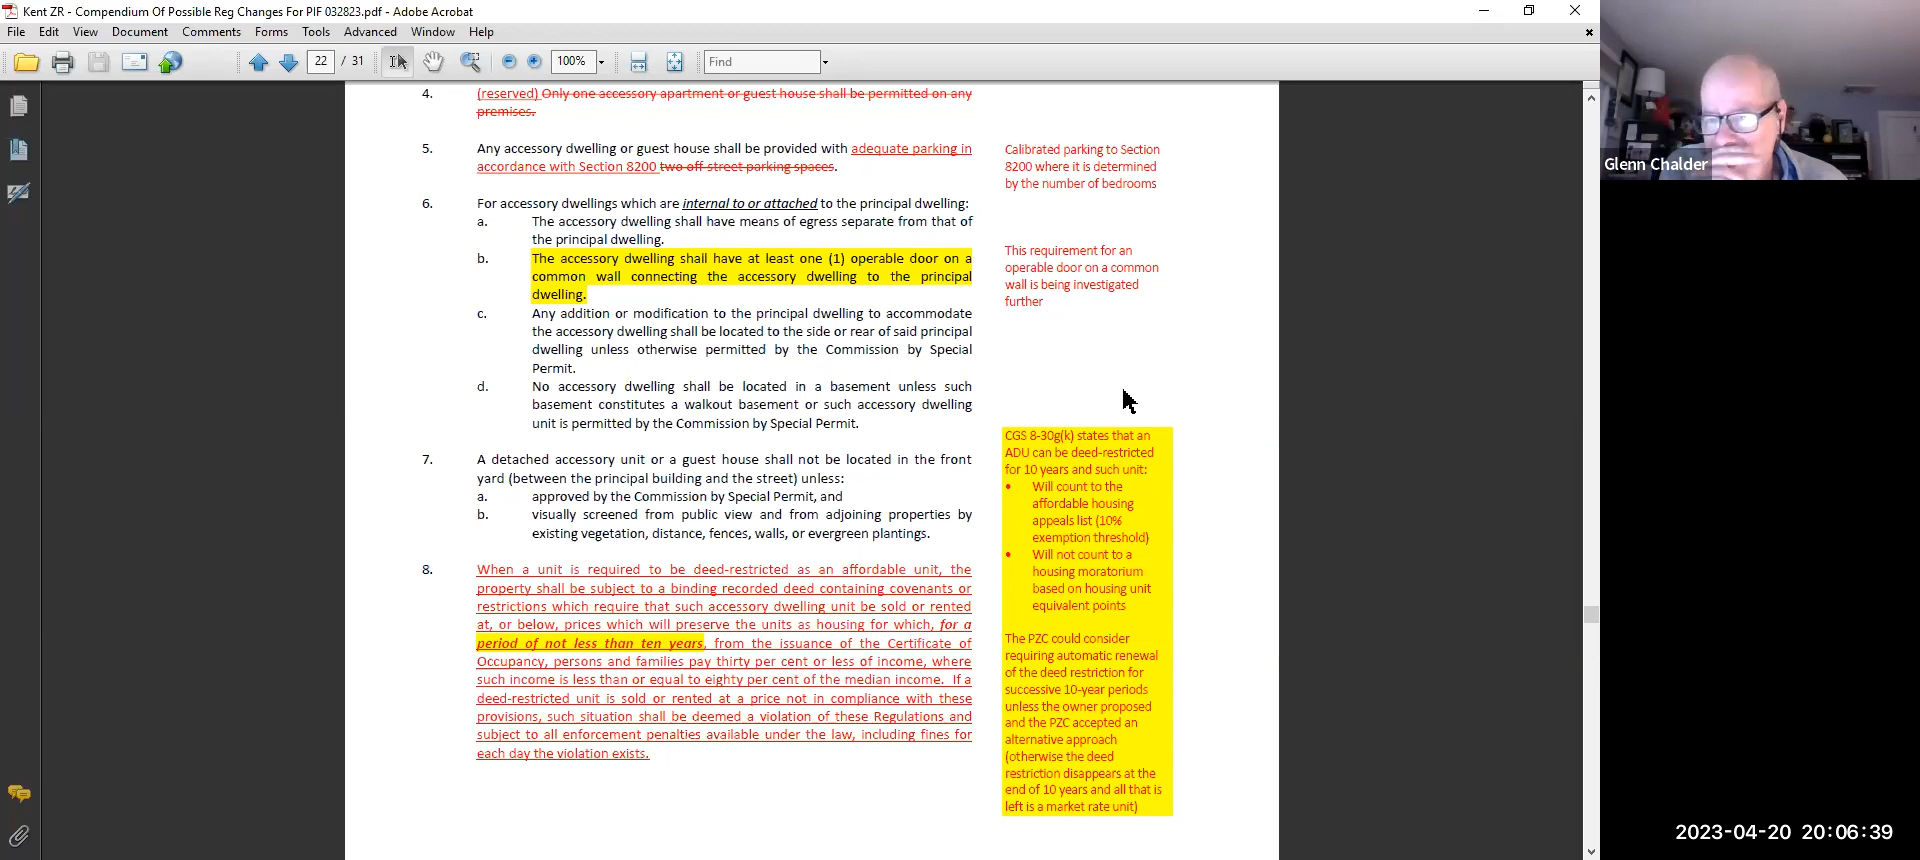 Kent ZR - Compendium Of Possible Reg Changes For PIF 032823.pdf - Adobe Acrobat
File Edit View Document Comments Forms Tools Advanced Window Help
22 / 31 100% Find
4. (reserved) Only one accessory apartment or guest house shall be permitted on any
premises.
5. Any accessory dwelling or guest house shall be provided with adequate parking in
accordance with Section 8200 two off-street parking spaces.
Calibrated parking to Section
8200 where it is determined
by the number of bedrooms
6. For accessory dwellings which are internal to or attached to the principal dwelling:
a. The accessory dwelling shall have means of egress separate from that of
the principal dwelling.
b. The accessory dwelling shall have at least one (1) operable door on a
common wall connecting the accessory dwelling to the principal
dwelling.
This requirement for an
operable door on a common
wall is being investigated
further
c. Any addition or modification to the principal dwelling to accommodate
the accessory dwelling shall be located to the side or rear of said principal
dwelling unless otherwise permitted by the Commission by Special
Permit.
d. No accessory dwelling shall be located in a basement unless such
basement constitutes a walkout basement or such accessory dwelling
unit is permitted by the Commission by Special Permit.
7. A detached accessory unit or a guest house shall not be located in the front
yard (between the principal building and the street) unless:
a. approved by the Commission by Special Permit, and
b. visually screened from public view and from adjoining properties by
existing vegetation, distance, fences, walls, or evergreen plantings.
8. When a unit is required to be deed-restricted as an affordable unit, the
property shall be subject to a binding recorded deed containing covenants or
restrictions which require that such accessory dwelling unit be sold or rented
at, or below, prices which will preserve the units as housing for which, for a
period of not less than ten years, from the issuance of the Certificate of
Occupancy, persons and families pay thirty per cent or less of income, where
such income is less than or equal to eighty per cent of the median income. If a
deed-restricted unit is sold or rented at a price not in compliance with these
provisions, such situation shall be deemed a violation of these Regulations and
subject to all enforcement penalties available under the law, including fines for
each day the violation exists.
CGS 8-30g(k) states that an
ADU can be deed-restricted
for 10 years and such unit:
• Will count to the
affordable housing
appeals list (10%
exemption threshold)
• Will not count to a
housing moratorium
based on housing unit
equivalent points
The PZC could consider
requiring automatic renewal
of the deed restriction for
successive 10-year periods
unless the owner proposed
and the PZC accepted an
alternative approach
(otherwise the deed
restriction disappears at the
end of 10 years and all that is
left is a market rate unit)
Glenn Chalder
2023-04-20 20:06:39